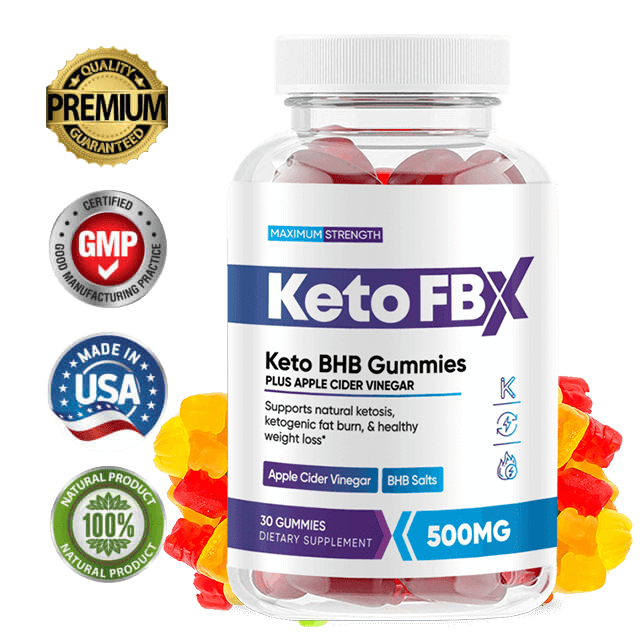 QUALITY
PREMIUM
GUARANTEED
CERTIFIED
GMP
GOOD MANUFACTURING PRACTICE
MADE IN
USA
NATURAL PRODUCT
100%
NATURAL PRODUCT
MAXIMUM STRENGTH
Keto FBX
Keto BHB Gummies
PLUS APPLE CIDER VINEGAR
Supports natural ketosis,
ketogenic fat burn, & healthy
weight loss*
Apple Cider Vinegar BHB Salts
30 GUMMIES
DIETARY SUPPLEMENT
500MG